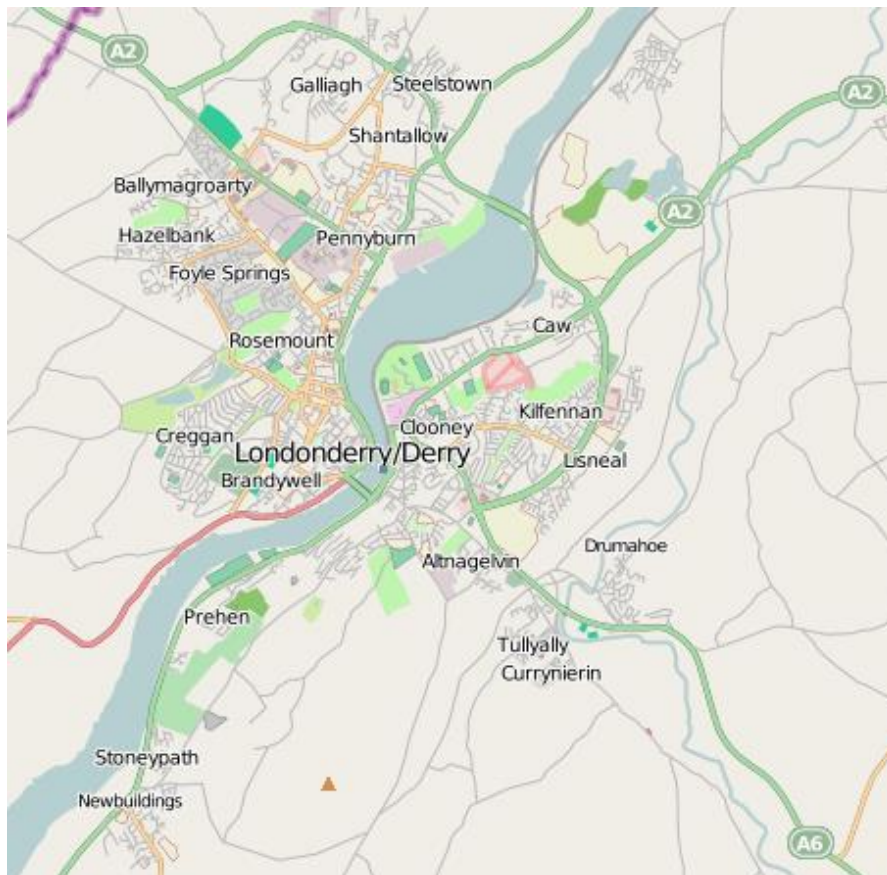 A2
Galliagh
Steelstown
A2
Shantallow
Ballymagroarty
A2
Hazelbank
Pennyburn
Foyle Springs
Caw
Rosemount
Kilfennan
Clooney
Creggan
Londonderry/Derry
Lisneal
Brandywell
Drumahoe
Altnagelvin
Prehen
Tullyally
Currynierin
Stoneypath
Newbuildings
A6